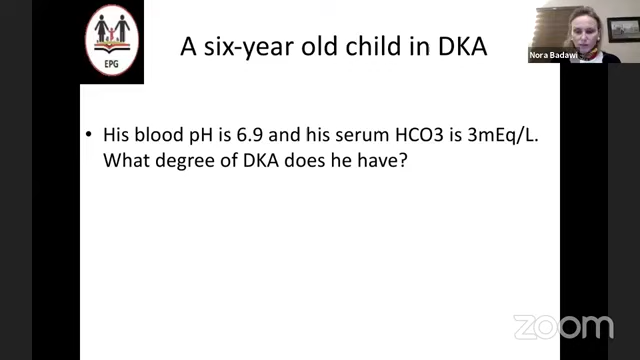 EPG
A six-year old child in DKA
Nora Badawi
• His blood pH is 6.9 and his serum HCO3 is 3mEq/L.
What degree of DKA does he have?
zoom